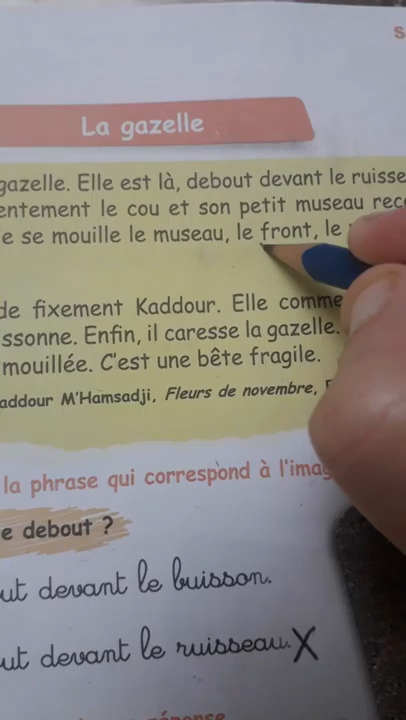 S
La gazelle
gazelle. Elle est là, debout devant le ruisse
entement le cou et son petit museau rec
e se mouille le museau, le front, le
de fixement Kaddour. Elle comme
ssonne. Enfin, il caresse la gazelle.
mouillée. C'est une bête fragile.
addour M'Hamsadji, Fleurs de novembre,
la phrase qui correspond à l'imag
e debout ?
ut devant le buisson.
ut devant le ruisseau. X
réponse